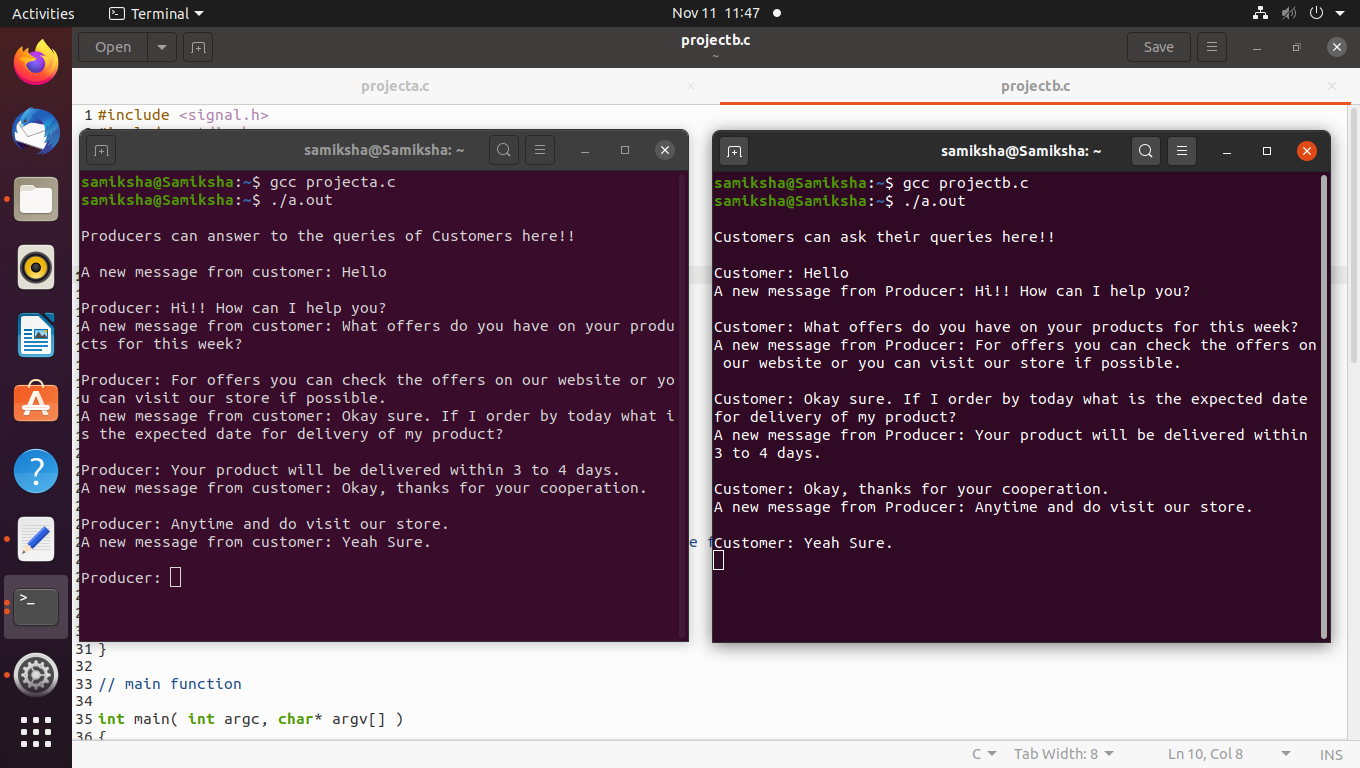 Activities
Terminal
Nov 11 11:47
Open
projectb.c
~
Save
projecta.c
projectb.c
1 #include <signal.h>
samiksha@Samiksha: ~
samiksha@Samiksha:~$ gcc projecta.c
samiksha@Samiksha:~$ ./a.out
Producers can answer to the queries of Customers here!!
A new message from customer: Hello
Producer: Hi!! How can I help you?
A new message from customer: What offers do you have on your produ
cts for this week?
Producer: For offers you can check the offers on our website or yo
u can visit our store if possible.
A new message from customer: Okay sure. If I order by today what i
s the expected date for delivery of my product?
Producer: Your product will be delivered within 3 to 4 days.
A new message from customer: Okay, thanks for your cooperation.
Producer: Anytime and do visit our store.
A new message from customer: Yeah Sure.
Producer:
samiksha@Samiksha: ~
samiksha@Samiksha:~$ gcc projectb.c
samiksha@Samiksha:~$ ./a.out
Customers can ask their queries here!!
Customer: Hello
A new message from Producer: Hi!! How can I help you?
Customer: What offers do you have on your products for this week?
A new message from Producer: For offers you can check the offers on
our website or you can visit our store if possible.
Customer: Okay sure. If I order by today what is the expected date
for delivery of my product?
A new message from Producer: Your product will be delivered within
3 to 4 days.
Customer: Okay, thanks for your cooperation.
A new message from Producer: Anytime and do visit our store.
Customer: Yeah Sure.
31 }
32
33 // main function
34
35 int main( int argc, char* argv[] )
36 {
C
Tab Width: 8
Ln 10, Col 8
INS